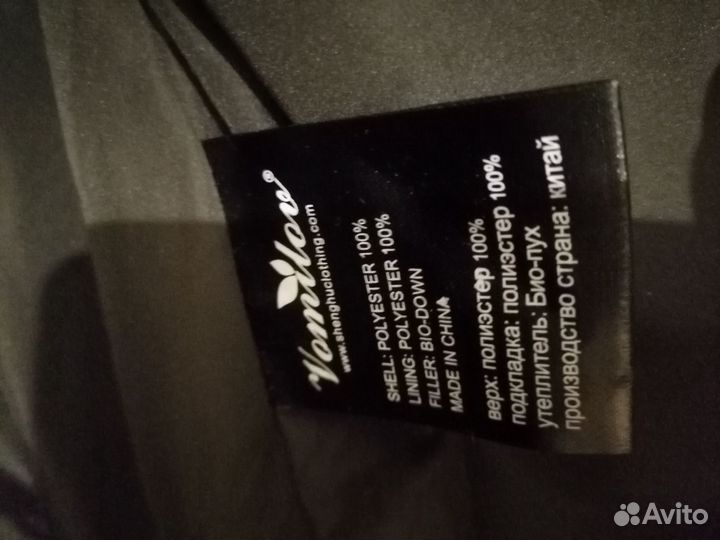 Vomilov®
www.shenghuclothing.com
SHELL: POLYESTER 100%
LINING: POLYESTER 100%
FILLER: BIO-DOWN
MADE IN CHINA
верх: полиэстер 100%
подкладка: полиэстер 100%
утеплитель: Био-пух
производство страна: китай
Avito